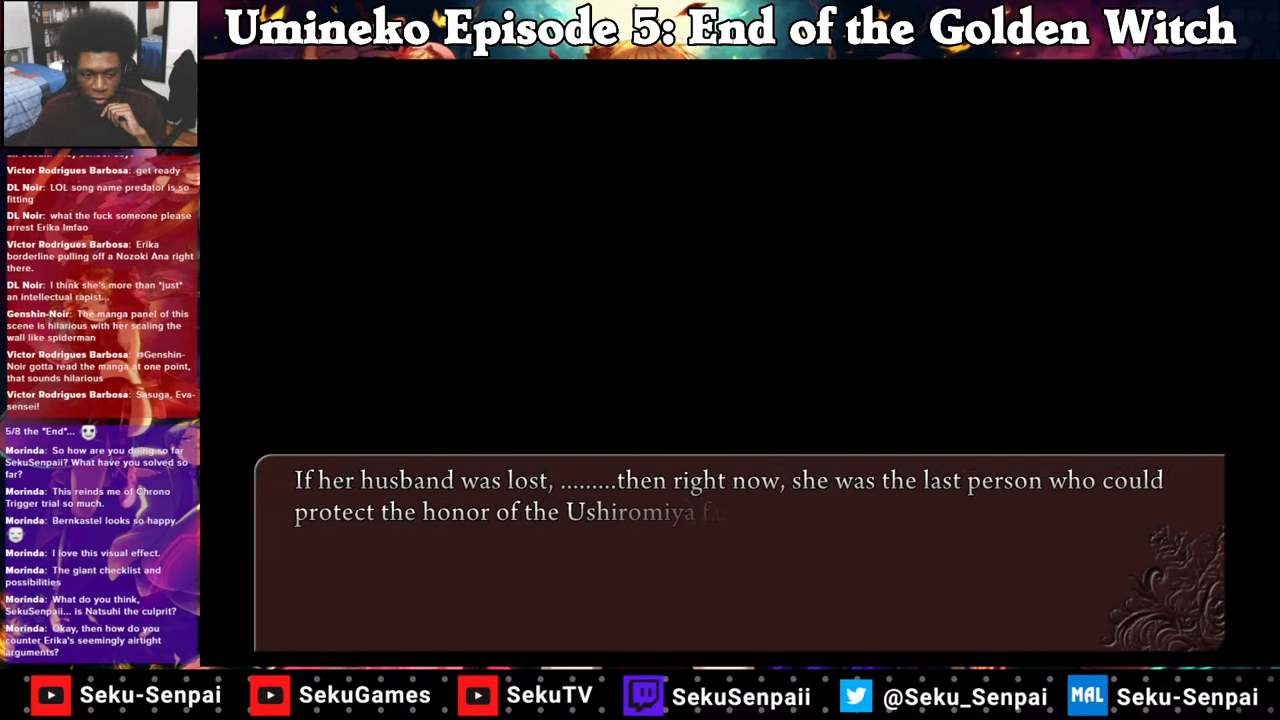 Umineko Episode 5: End of the Golden Witch
Victor Rodrigues Barbosa: get ready
DL Noir: LOL song name predator is so
fitting
DL Noir: what the fuck someone please
arrest Erika lmfao
Victor Rodrigues Barbosa: Erika
borderline pulling off a Nozoki Ana right
there.
DL Noir: I think she's more than *just*
an intellectual rapist...
Genshin-Noir: The manga panel of this
scene is hilarious with her scaling the
wall like spiderman
Victor Rodrigues Barbosa: @Genshin-
Noir gotta read the manga at one point,
that sounds hilarious
Victor Rodrigues Barbosa: Sasuga, Eva-
sensei!
5/8 the "End"...
Morinda: So how are you doing so far
SekuSenpaii? What have you solved so
far?
Morinda: This reinds me of Chrono
Trigger trial so much.
Morinda: Bernkastel looks so happy.
Morinda: I love this visual effect.
Morinda: The giant checklist and
possibilities
Morinda: What do you think,
SekuSenpaii... is Natsuhi the culprit?
Morinda: Okay, then how do you
counter Erika's seemingly airtight
arguments?
If her husband was lost, .........then right now, she was the last person who could
protect the honor of the Ushiromiya fa
Seku-Senpai
SekuGames
SekuTV
SekuSenpaii
@Seku_Senpai
MAL
Seku-Senpai